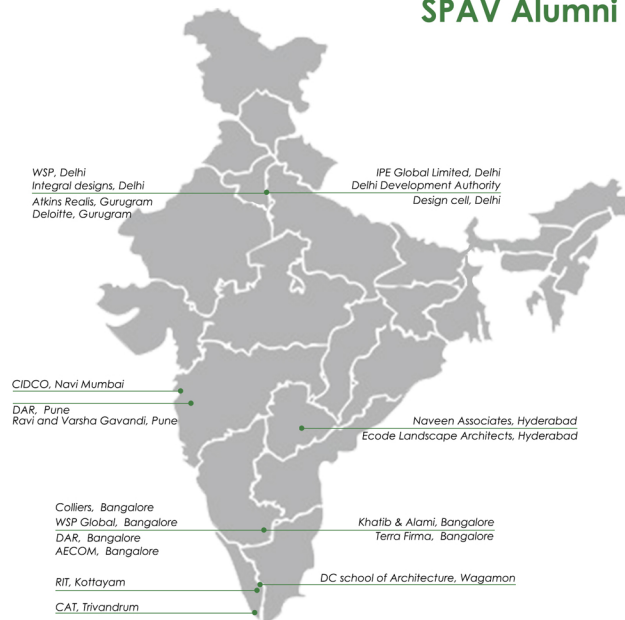 SPAV Alumni
WSP, Delhi
Integral designs, Delhi
Atkins Realis, Gurugram
Deloitte, Gurugram
IPE Global Limited, Delhi
Delhi Development Authority
Design cell, Delhi
CIDCO, Navi Mumbai
DAR, Pune
Ravi and Varsha Gavandi, Pune
Naveen Associates, Hyderabad
Ecode Landscape Architects, Hyderabad
Colliers, Bangalore
WSP Global, Bangalore
DAR, Bangalore
AECOM, Bangalore
Khatib & Alami, Bangalore
Terra Firma, Bangalore
RIT, Kottayam
DC school of Architecture, Wagamon
CAT, Trivandrum